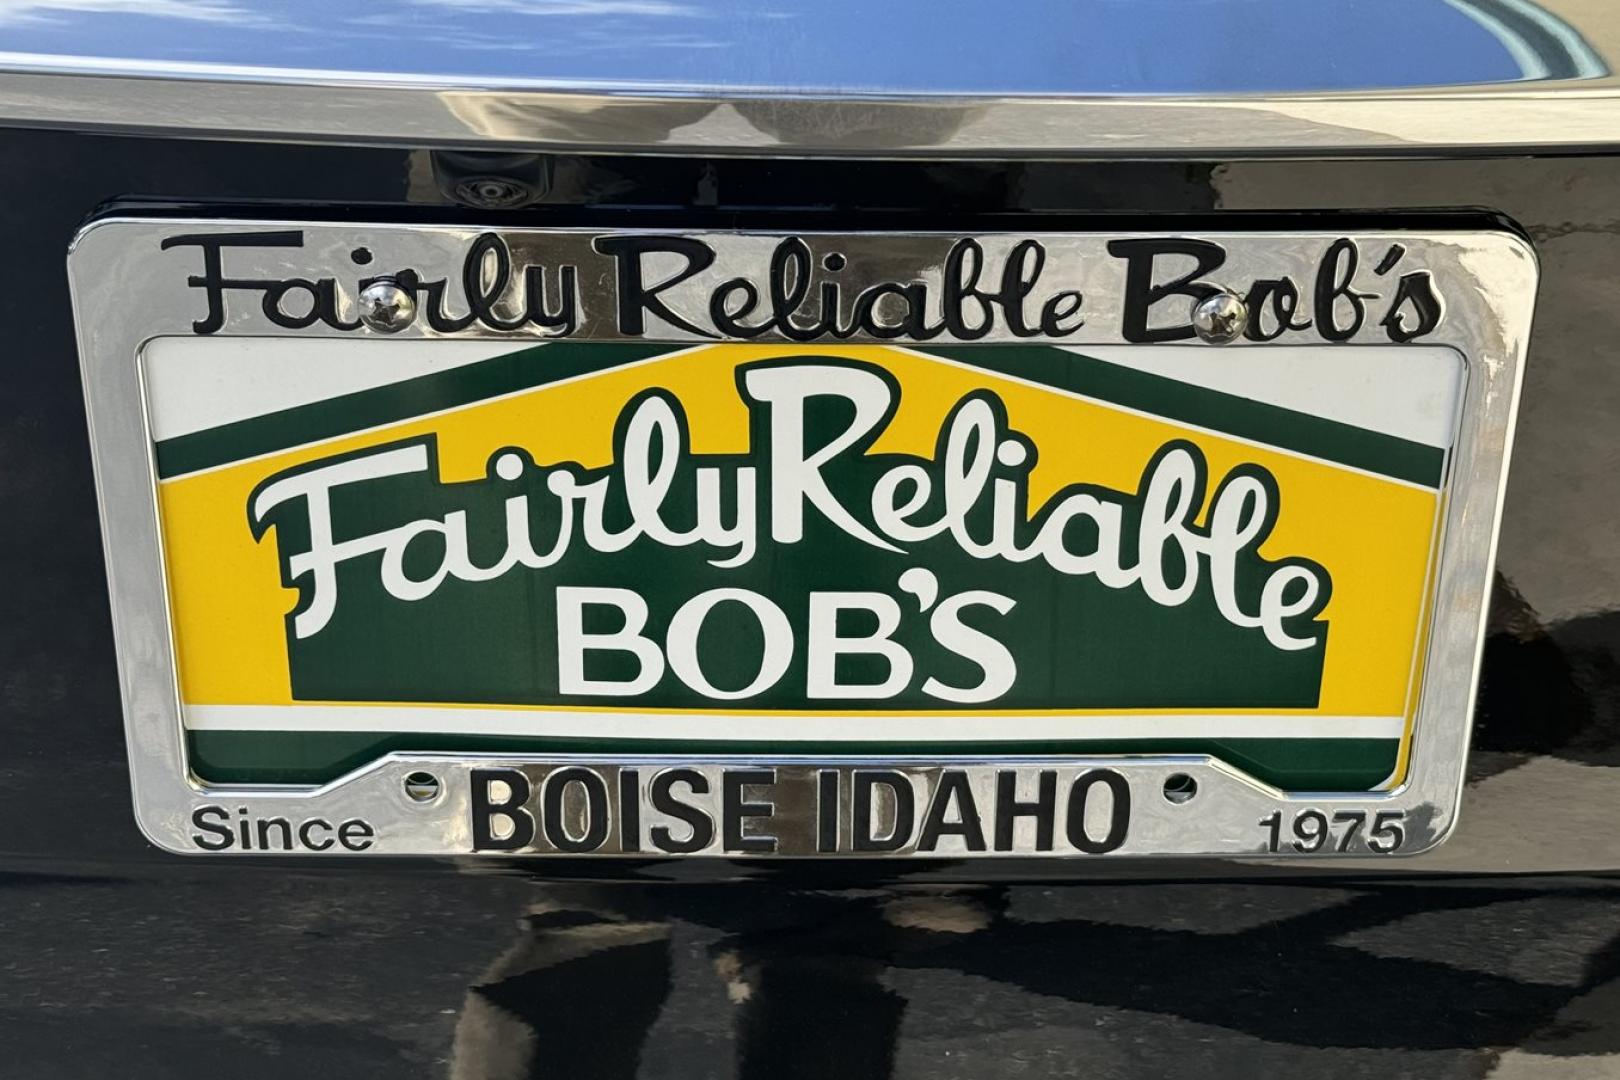 Fairly Reliable Bob's
Fairly Reliable
BOB'S
Since BOISE IDAHO 1975